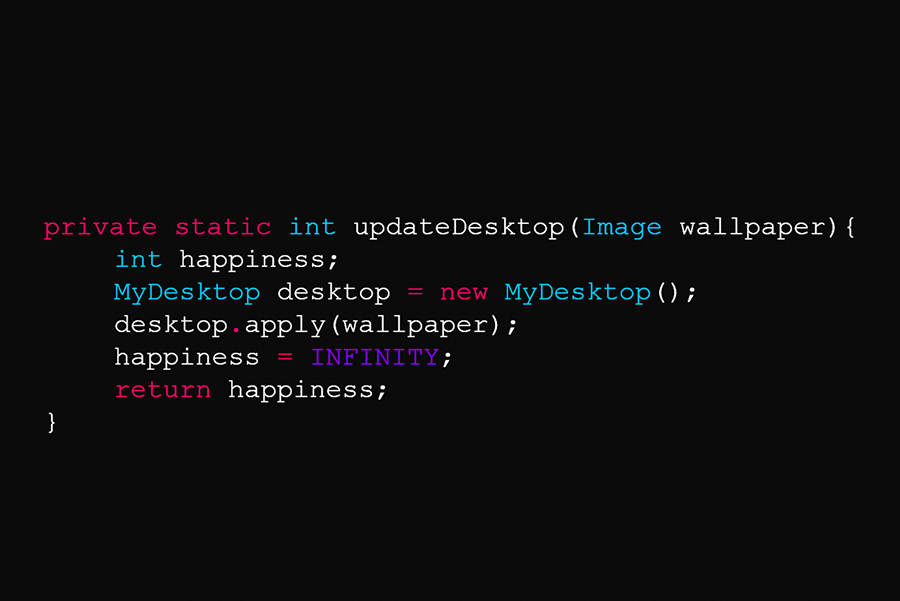 private static int updateDesktop(Image wallpaper){
int happiness;
MyDesktop desktop = new MyDesktop();
desktop.apply(wallpaper);
happiness = INFINITY;
return happiness;
}